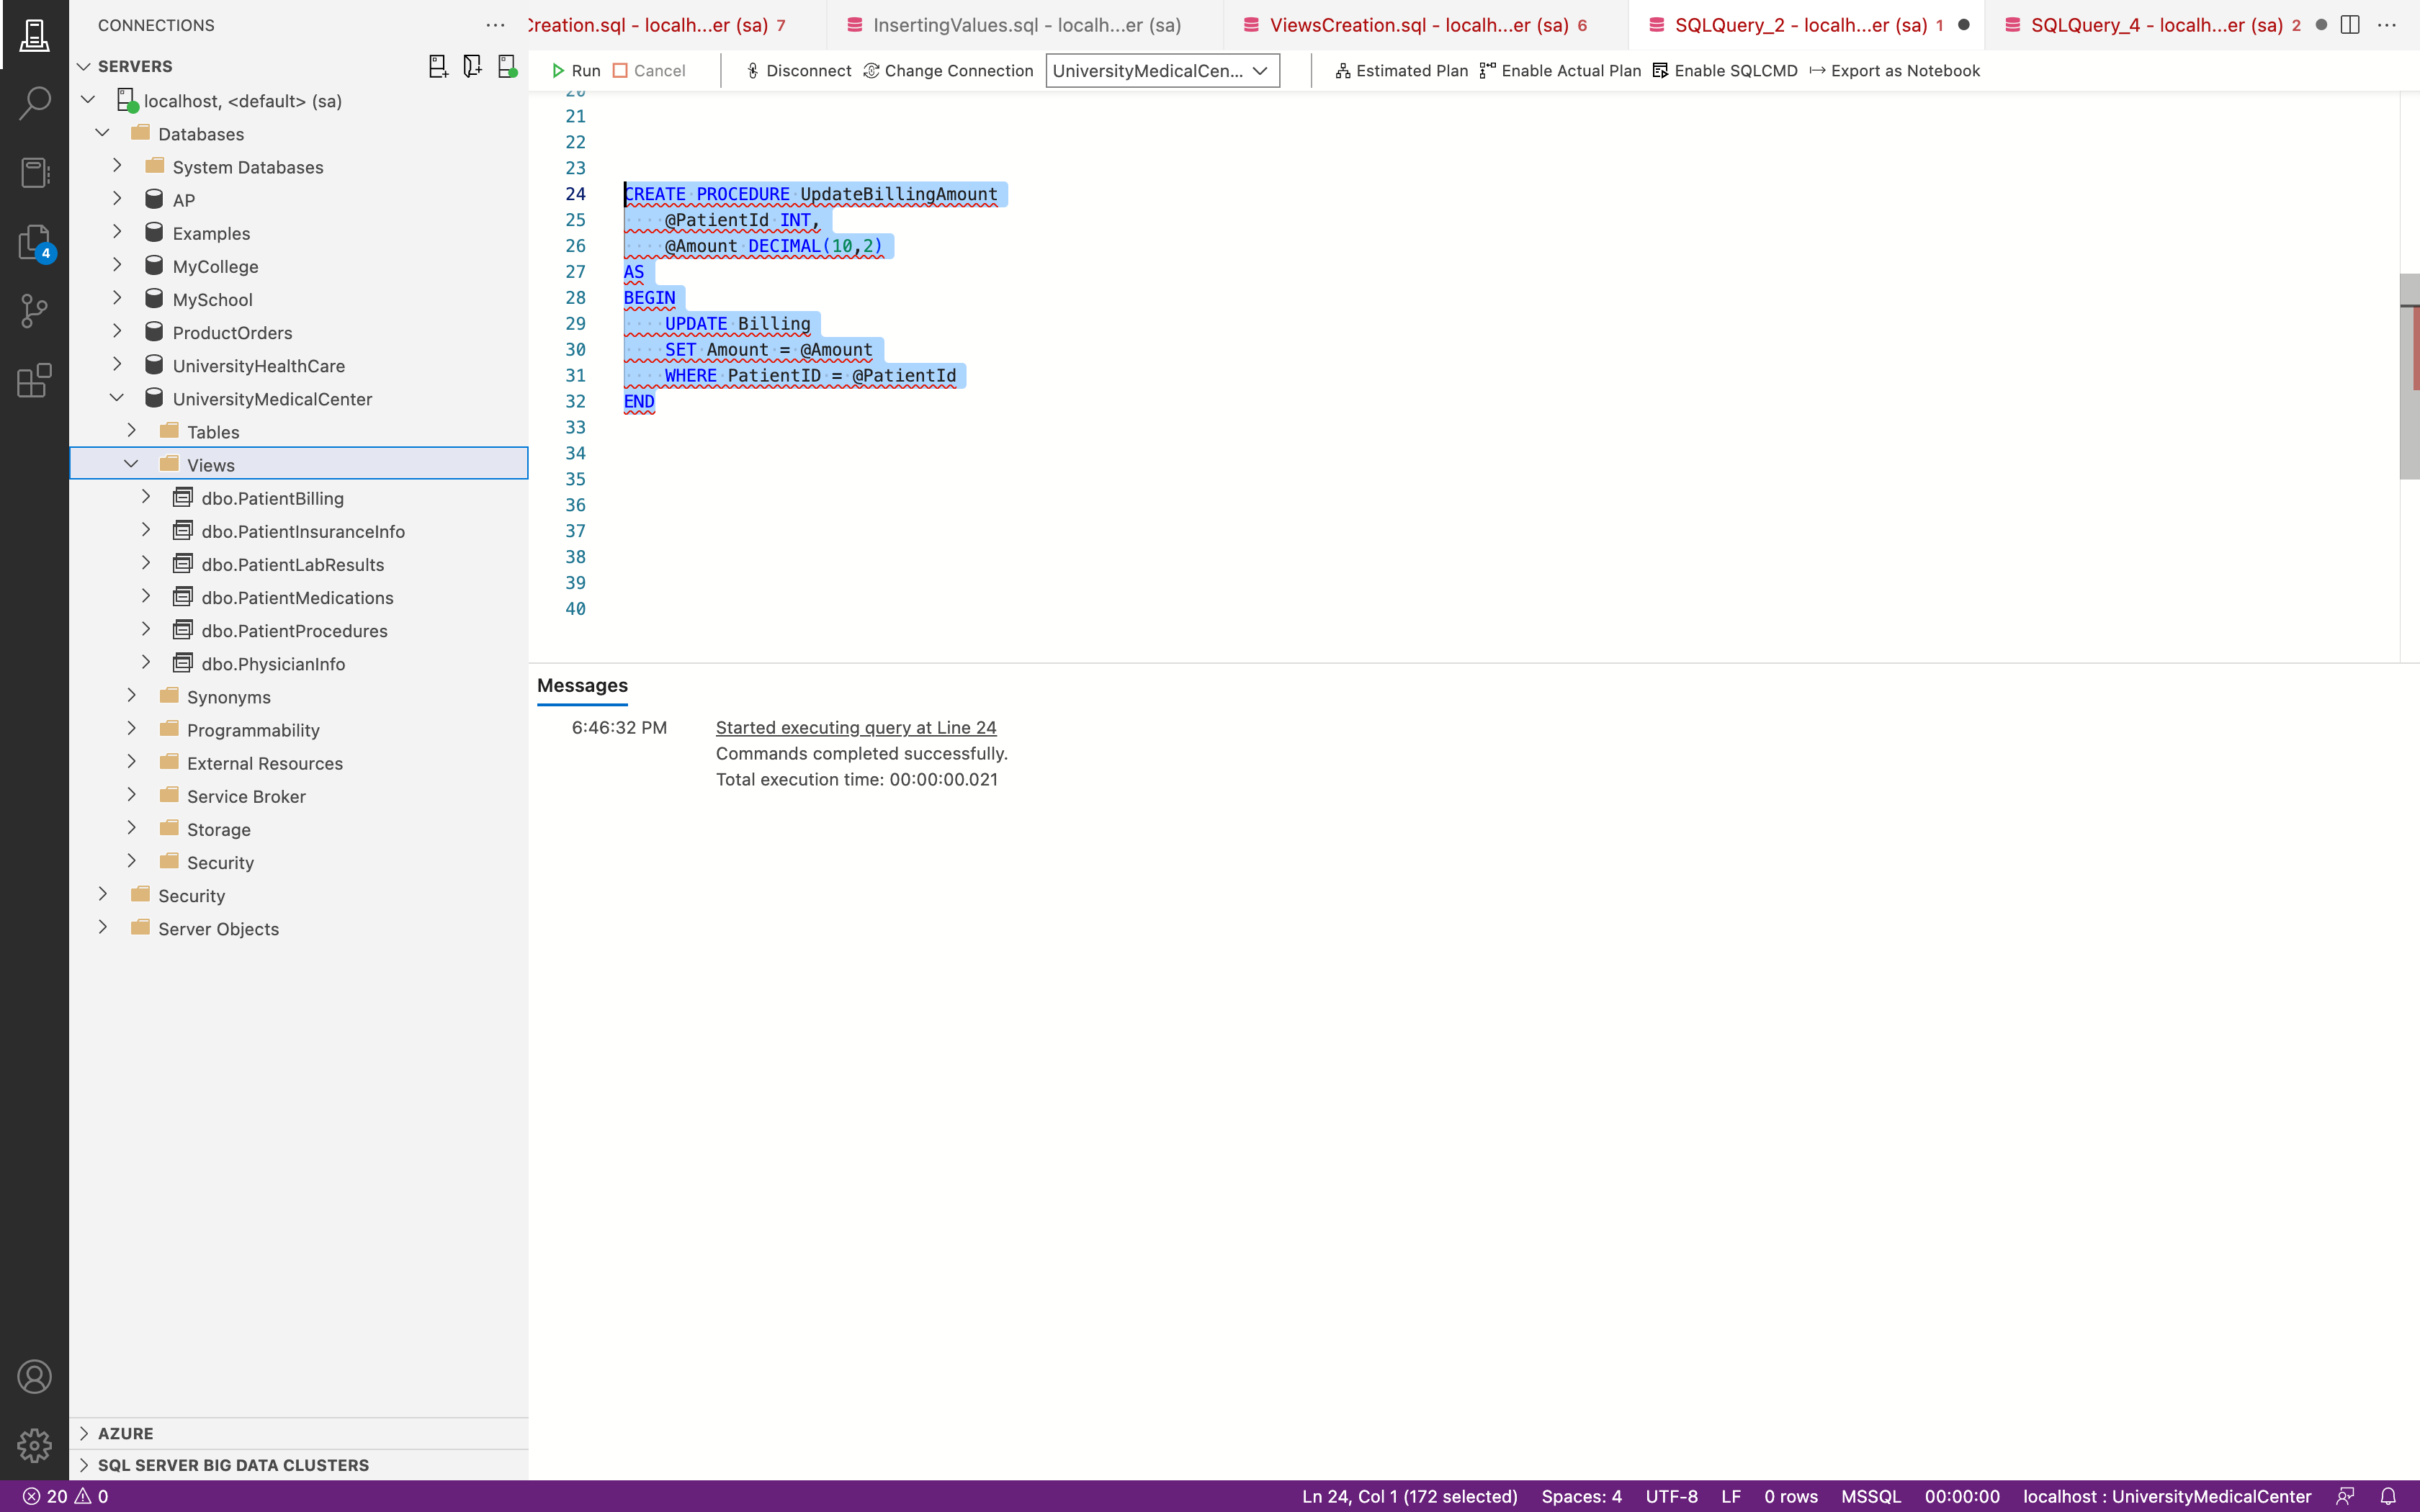 CONNECTIONS
SERVERS
localhost, <default> (sa)
Databases
System Databases
AP
Examples
MyCollege
MySchool
ProductOrders
UniversityHealthCare
UniversityMedicalCenter
Tables
Views
dbo.PatientBilling
dbo.PatientInsuranceInfo
dbo.PatientLabResults
dbo.PatientMedications
dbo.PatientProcedures
dbo.PhysicianInfo
Synonyms
Programmability
External Resources
Service Broker
Storage
Security
Security
Server Objects
AZURE
SQL SERVER BIG DATA CLUSTERS
4
Creation.sql - localh...er (sa) 7
InsertingValues.sql - localh...er (sa)
ViewsCreation.sql - localh...er (sa) 6
SQLQuery_2 - localh...er (sa) 1
SQLQuery_4 - localh...er (sa) 2
Run Cancel Disconnect Change Connection UniversityMedicalCen... Estimated Plan Enable Actual Plan Enable SQLCMD Export as Notebook
20
21
22
23
24 CREATE PROCEDURE UpdateBillingAmount
25 @PatientId INT,
26 @Amount DECIMAL(10,2)
27 AS
28 BEGIN
29 UPDATE Billing
30 SET Amount = @Amount
31 WHERE PatientID = @PatientId
32 END
33
34
35
36
37
38
39
40
Messages
6:46:32 PM Started executing query at Line 24
Commands completed successfully.
Total execution time: 00:00:00.021
20 0 Ln 24, Col 1 (172 selected) Spaces: 4 UTF-8 LF 0 rows MSSQL 00:00:00 localhost : UniversityMedicalCenter